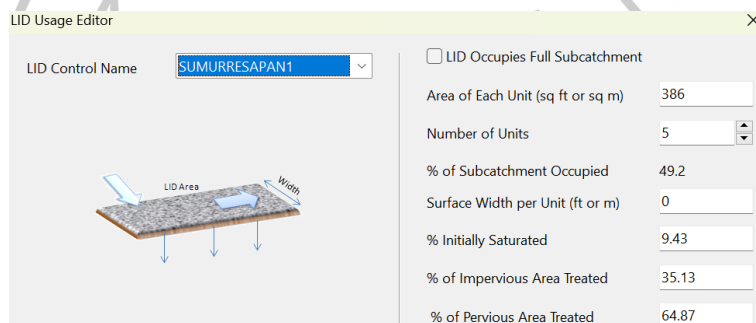 LID Usage Editor
LID Control Name SUMURRESAPAN1
LID Area
Width
LID Occupies Full Subcatchment
Area of Each Unit (sq ft or sq m) 386
Number of Units 5
% of Subcatchment Occupied 49.2
Surface Width per Unit (ft or m) 0
% Initially Saturated 9.43
% of Impervious Area Treated 35.13
% of Pervious Area Treated 64.87